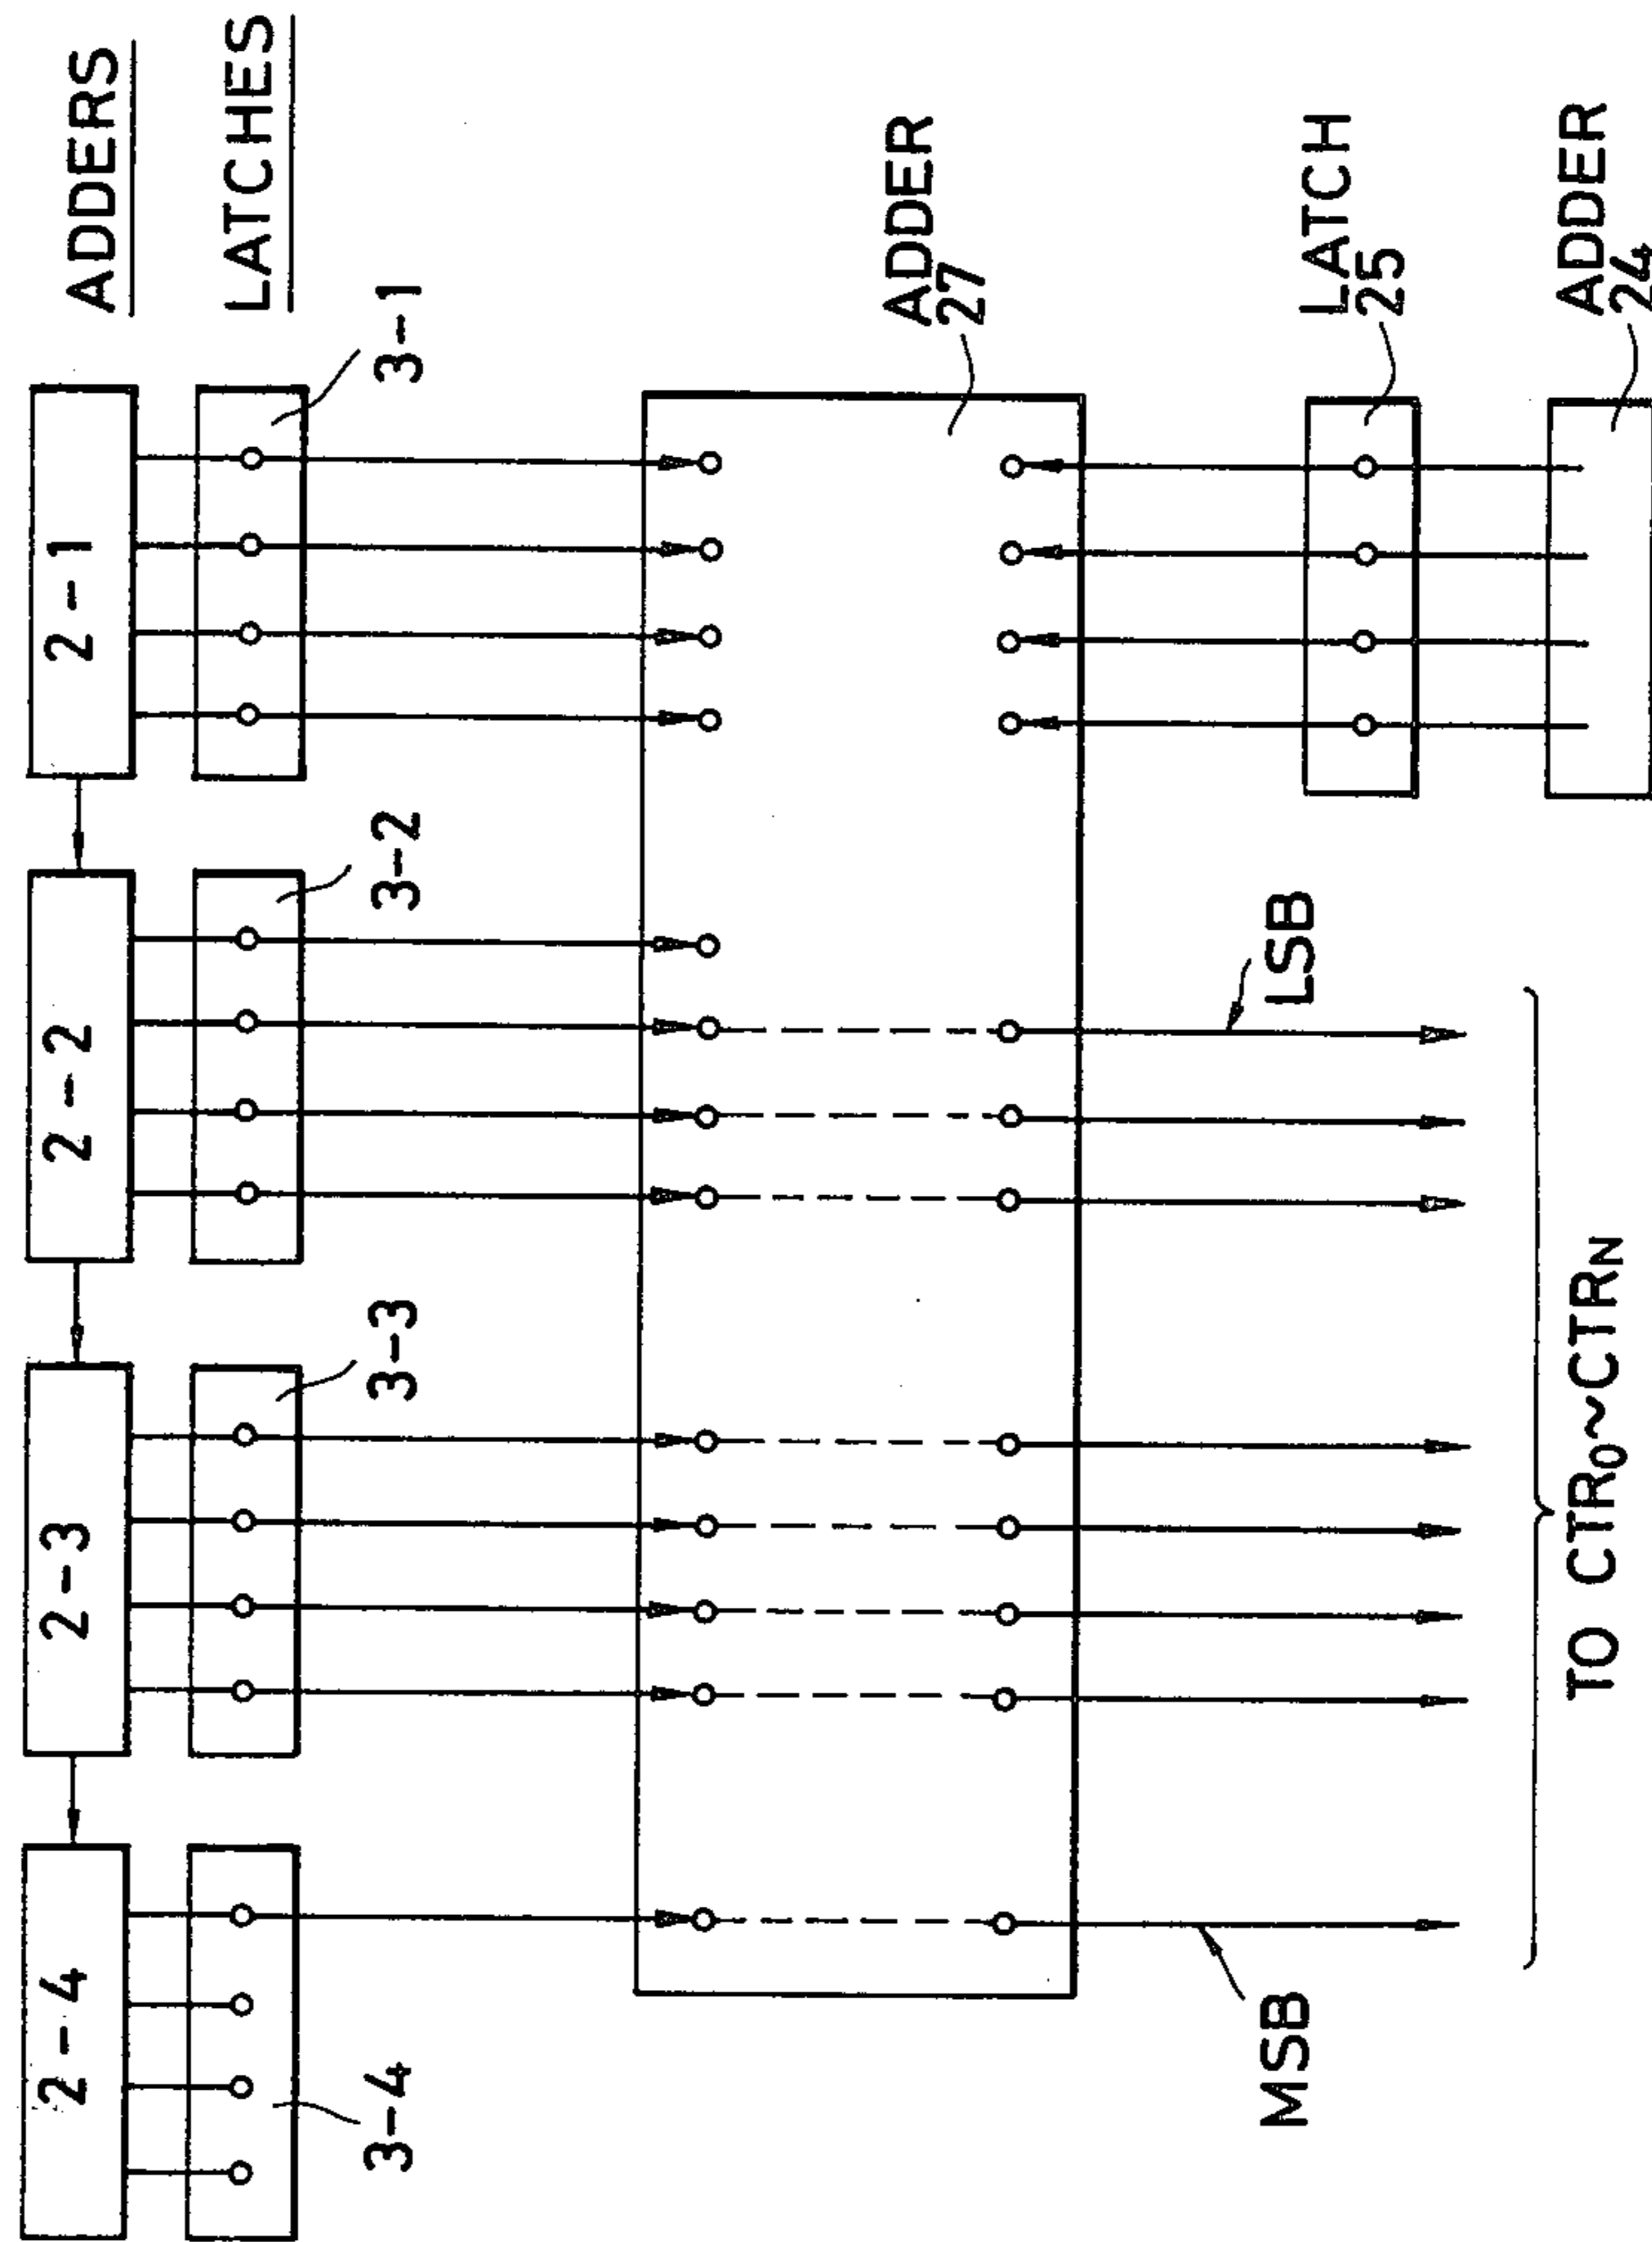 ADDERS
LATCHES
2-1
2-2
2-3
2-4
3-1
3-2
3-3
3-4
ADDER
27
LATCH
25
ADDER
24
LSB
MSB
TO CTR0~CTRN